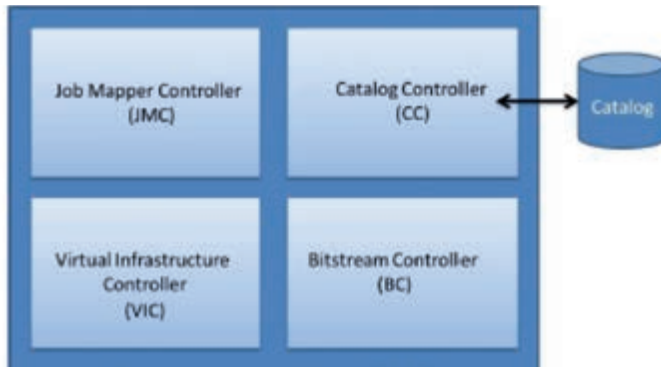 Job Mapper Controller
(JMC)
Catalog Controller
(CC)
Catalog
Virtual Infrastructure
Controller
(VIC)
Bitstream Controller
(BC)